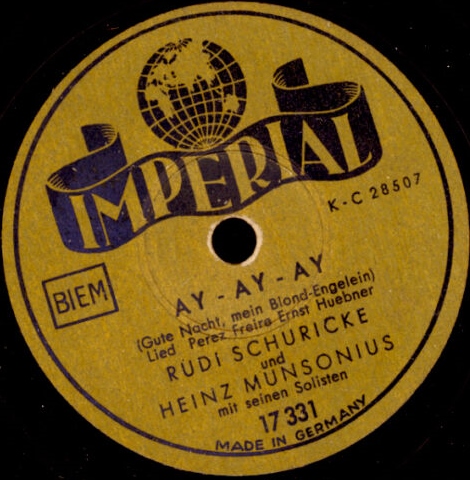 IMPERIAL
K-C 28507
BIEM
AY - AY - AY
(Gute Nacht, mein Blond-Engelein)
Lied Perez Freire Ernst Huebner
RUDI SCHURICKE
und
HEINZ MUNSONIUS
mit seinen Solisten
17 331
MADE IN GERMANY